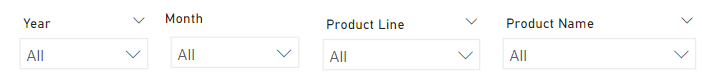 Year
Month
Product Line
Product Name
All
All
All
All